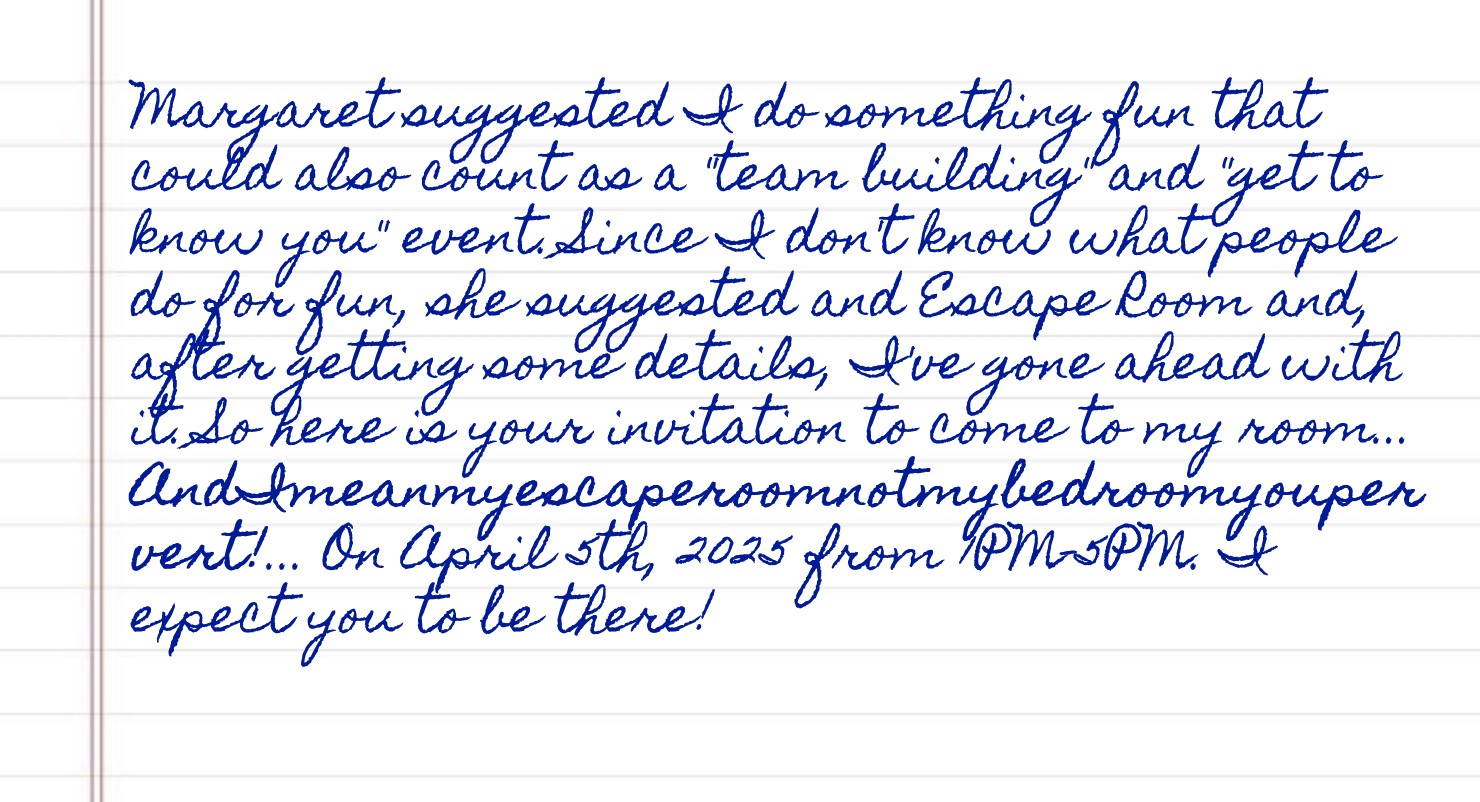 Margaret suggested I do something fun that
could also count as a "team building" and "get to
know you" event. Since I don't know what people
do for fun, she suggested and Escape Room and,
after getting some details, I've gone ahead with
it. So here is your invitation to come to my room...
AndImeanmyescaperoomnotmybedroomyouper
vert!... On April 5th, 2025 from 1PM-5PM. I
expect you to be there!